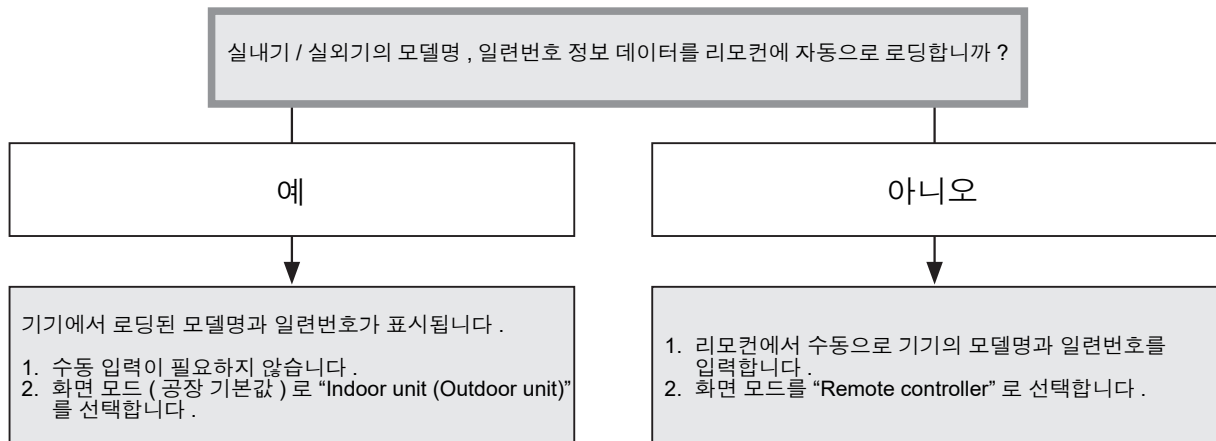 실내기 / 실외기의 모델명 , 일련번호 정보 데이터를 리모컨에 자동으로 로딩합니까 ?
예
아니오
기기에서 로딩된 모델명과 일련번호가 표시됩니다 .
1. 수동 입력이 필요하지 않습니다 .
2. 화면 모드 ( 공장 기본값 ) 로 “Indoor unit (Outdoor unit)”
를 선택합니다 .
1. 리모컨에서 수동으로 기기의 모델명과 일련번호를
입력합니다 .
2. 화면 모드를 “Remote controller” 로 선택합니다 .